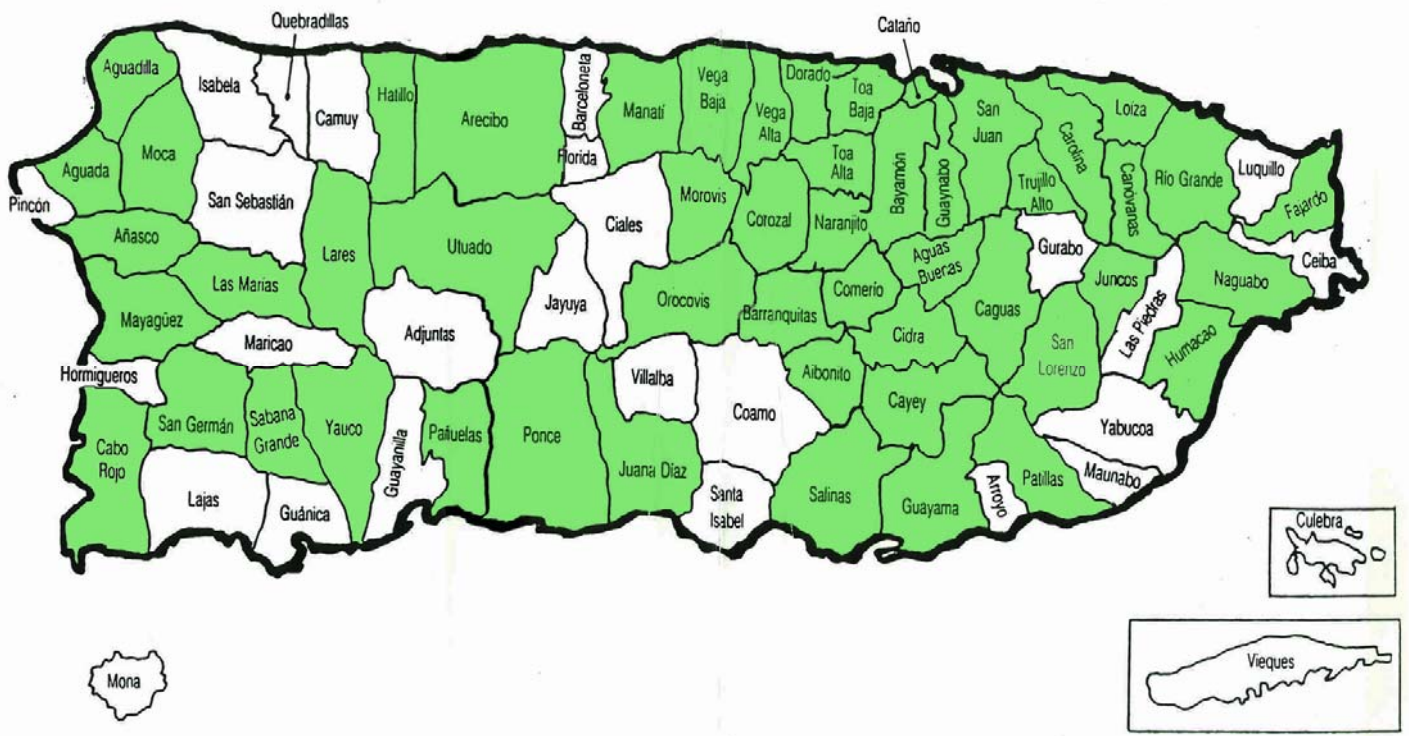 Quebradillas
Cataño
Aguadilla
Isabela
Camuy
Hatillo
Arecibo
Barceloneta
Manatí
Vega
Baja
Vega
Alta
Dorado
Toa
Baja
San
Juan
Carolina
Loiza
Aguada
Moca
Florida
Toa
Alta
Bayamón
Guaynabo
Trujillo
Alto
Canóvanas
Río Grande
Luquillo
Fajardo
Pincón
San Sebastián
Ciales
Morovis
Corozal
Naranjito
Añasco
Lares
Utuado
Aguas
Buenas
Gurabo
Ceiba
Las Marias
Jayuya
Orocovis
Barranquitas
Comerío
Caguas
Juncos
Naguabo
Mayagüez
Maricao
Adjuntas
Cidra
San
Lorenzo
Las Piedras
Humacao
Hormigueros
Villalba
Aibonito
Coamo
Cayey
Cabo
Rojo
San Germán
Sabana
Grande
Yauco
Guayanilla
Pañuelas
Ponce
Juana Díaz
Yabucoa
Maunabo
Lajas
Guánica
Santa
Isabel
Salinas
Guayama
Arroyo
Patillas
Culebra
Vieques
Mona